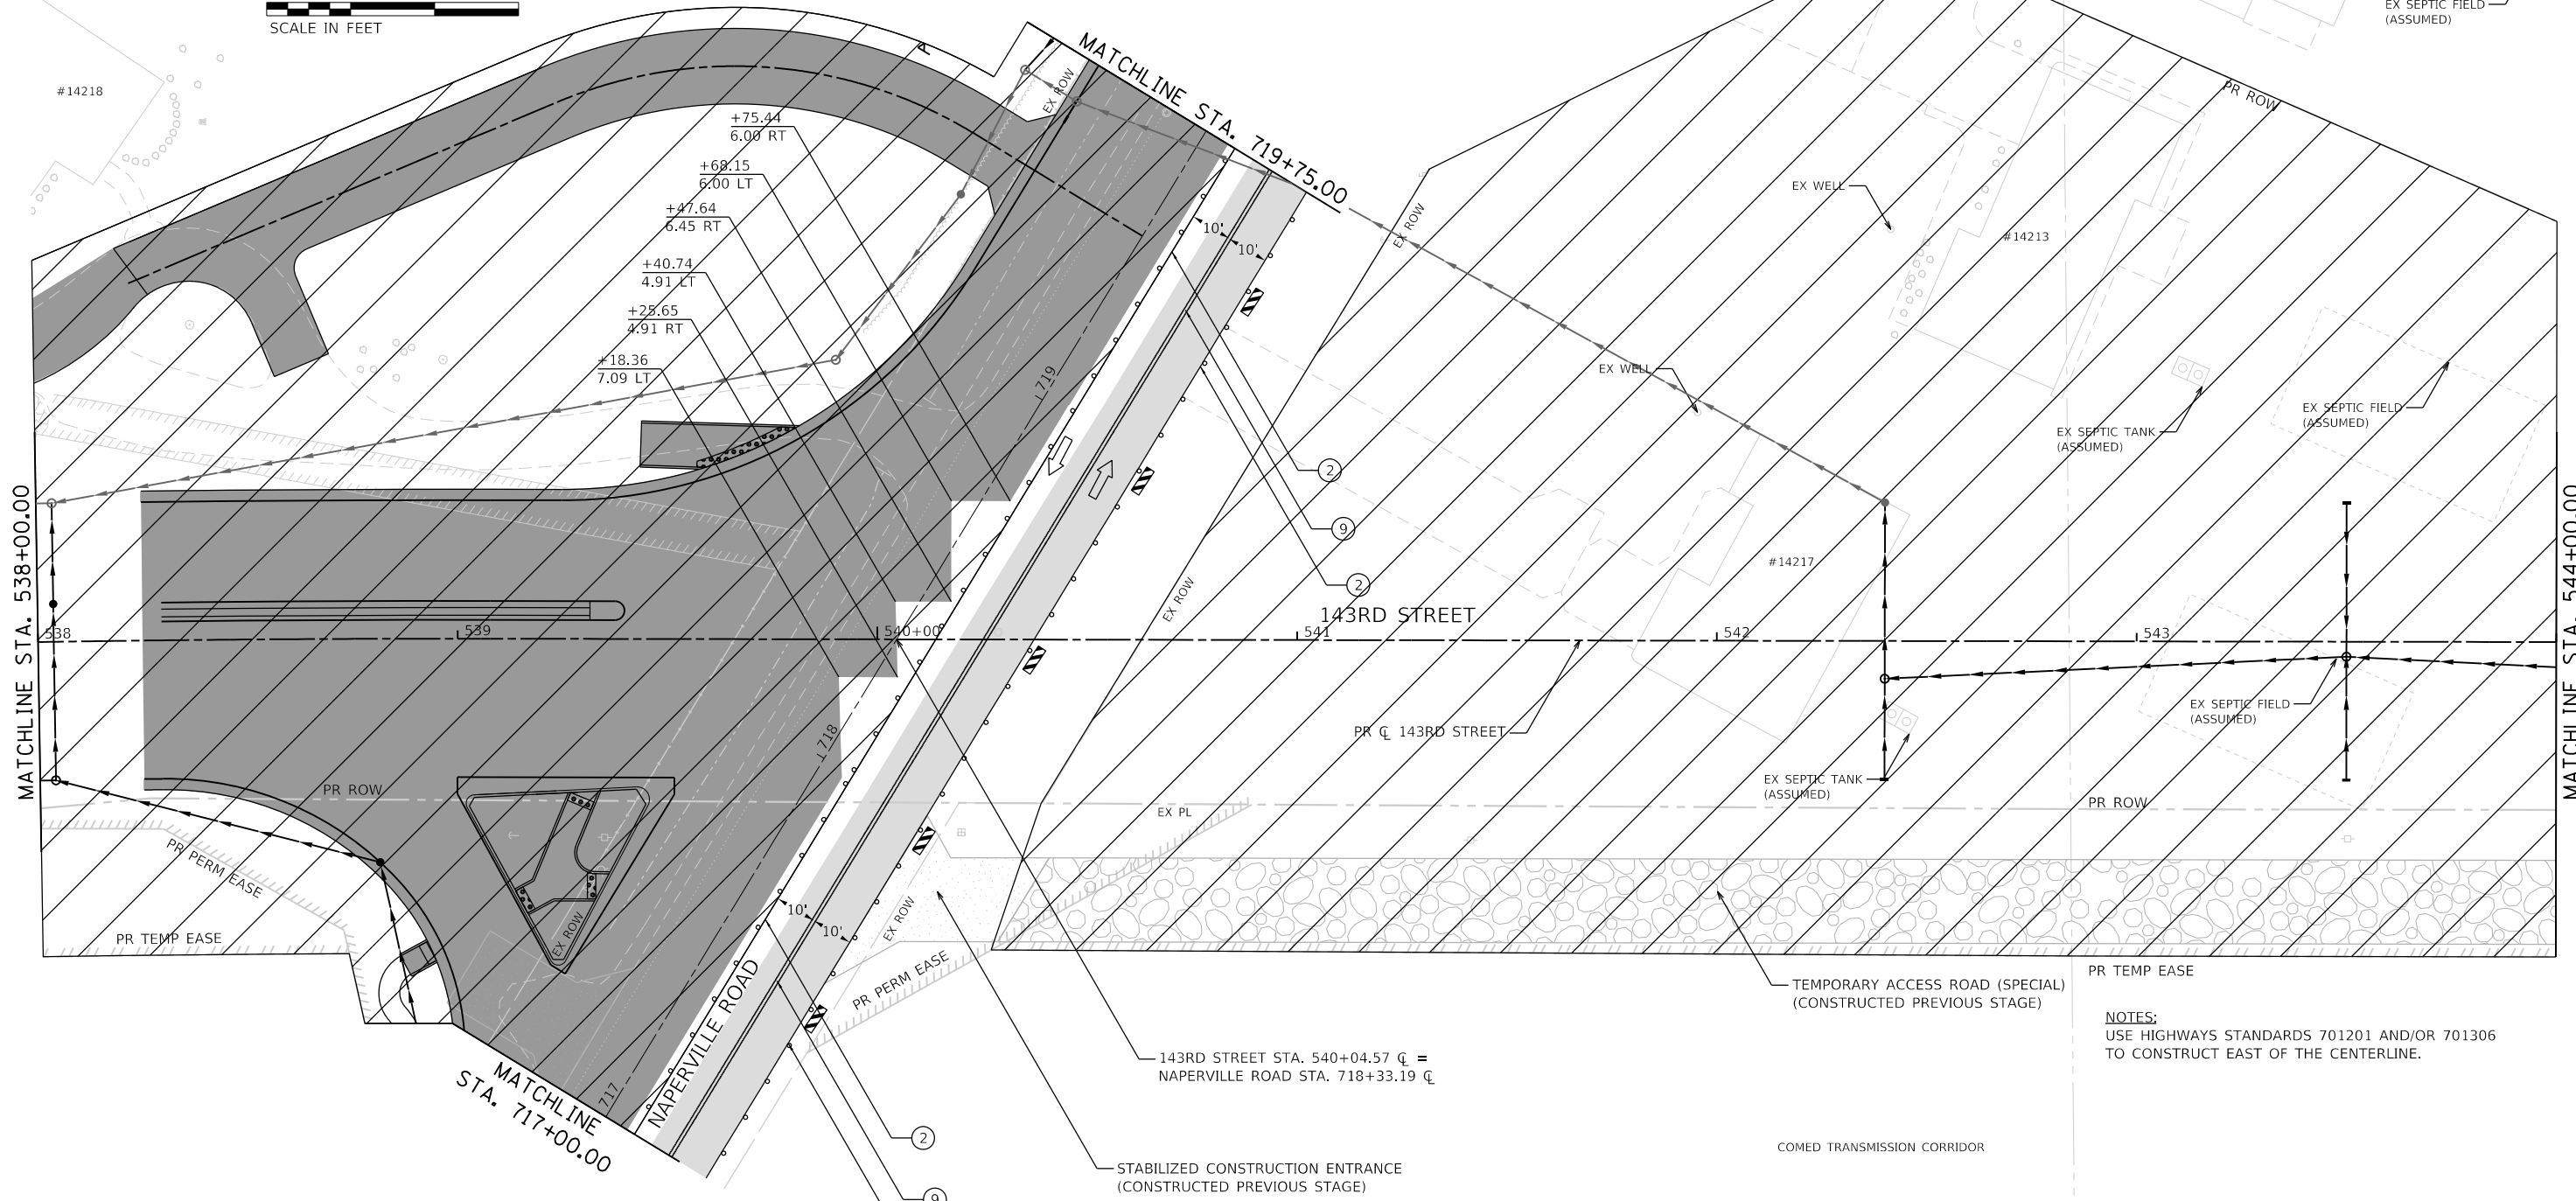 SCALE IN FEET
EX SEPTIC FIELD
(ASSUMED)
#14218
MATCHLINE STA. 719+75.00
EX ROW
PR ROW
+75.44
6.00 RT
+68.15
6.00 LT
+47.64
6.45 RT
+40.74
4.91 LT
+25.65
4.91 RT
+18.36
7.09 LT
10'
10'
EX ROW
EX WELL
#14213
EX WELL
719
EX SEPTIC FIELD
(ASSUMED)
EX SEPTIC TANK
(ASSUMED)
2
9
2
MATCHLINE STA. 538+00.00
MATCHLINE STA. 544+00.00
#14217
EX ROW
143RD STREET
538
539
540+00
541
542
543
718
PR ℄ 143RD STREET
EX SEPTIC FIELD
(ASSUMED)
EX SEPTIC TANK
(ASSUMED)
PR ROW
PR ROW
EX PL
PR PERM EASE
PR TEMP EASE
EX ROW
10'
10'
EX ROW
PR PERM EASE
NAPERVILLE ROAD
717
MATCHLINE
STA. 717+00.00
PR TEMP EASE
TEMPORARY ACCESS ROAD (SPECIAL)
(CONSTRUCTED PREVIOUS STAGE)
NOTES:
USE HIGHWAYS STANDARDS 701201 AND/OR 701306
TO CONSTRUCT EAST OF THE CENTERLINE.
143RD STREET STA. 540+04.57 ℄ =
NAPERVILLE ROAD STA. 718+33.19 ℄
2
COMED TRANSMISSION CORRIDOR
STABILIZED CONSTRUCTION ENTRANCE
(CONSTRUCTED PREVIOUS STAGE)
9